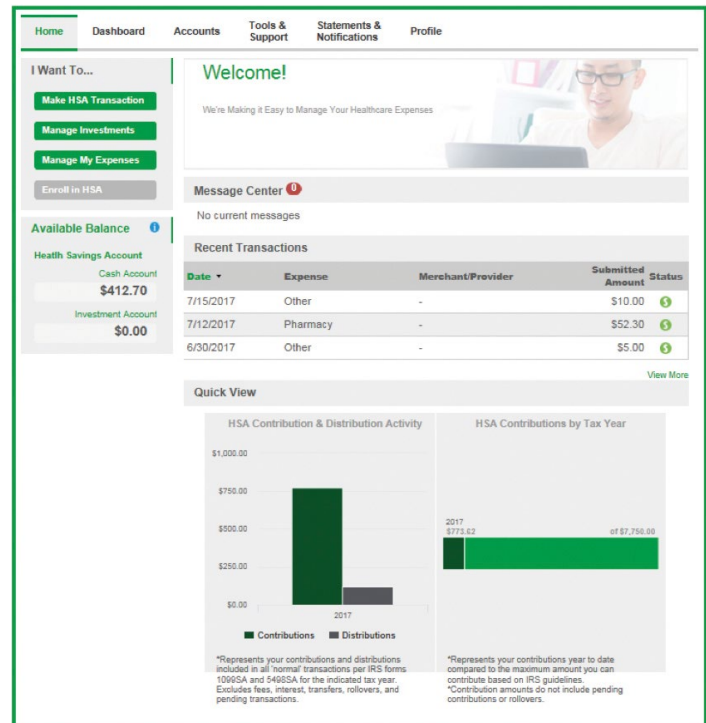 Home
Dashboard
Accounts
Tools &
Support
Statements &
Notifications
Profile
I Want To...
Make HSA Transaction
Manage Investments
Manage My Expenses
Enroll in HSA
Available Balance i
Heatlh Savings Account
Cash Account
$412.70
Investment Account
$0.00
Welcome!
We're Making it Easy to Manage Your Healthcare Expenses
Message Center 0
No current messages
Recent Transactions
Date Expense Merchant/Provider Submitted Amount Status
7/15/2017 Other - $10.00 $
7/12/2017 Pharmacy - $52.30 $
6/30/2017 Other - $5.00 $
View More
Quick View
HSA Contribution & Distribution Activity
$1,000.00
$750.00
$500.00
$250.00
$0.00
2017
Contributions Distributions
*Represents your contributions and distributions
included in all 'normal' transactions per IRS forms
1099SA and 5498SA for the indicated tax year.
Excludes fees, interest, transfers, rollovers, and
pending transactions.
HSA Contributions by Tax Year
2017
$773.62 of $7,750.00
*Represents your contributions year to date
compared to the maximum amount you can
contribute based on IRS guidelines.
*Contribution amounts do not include pending
contributions or rollovers.